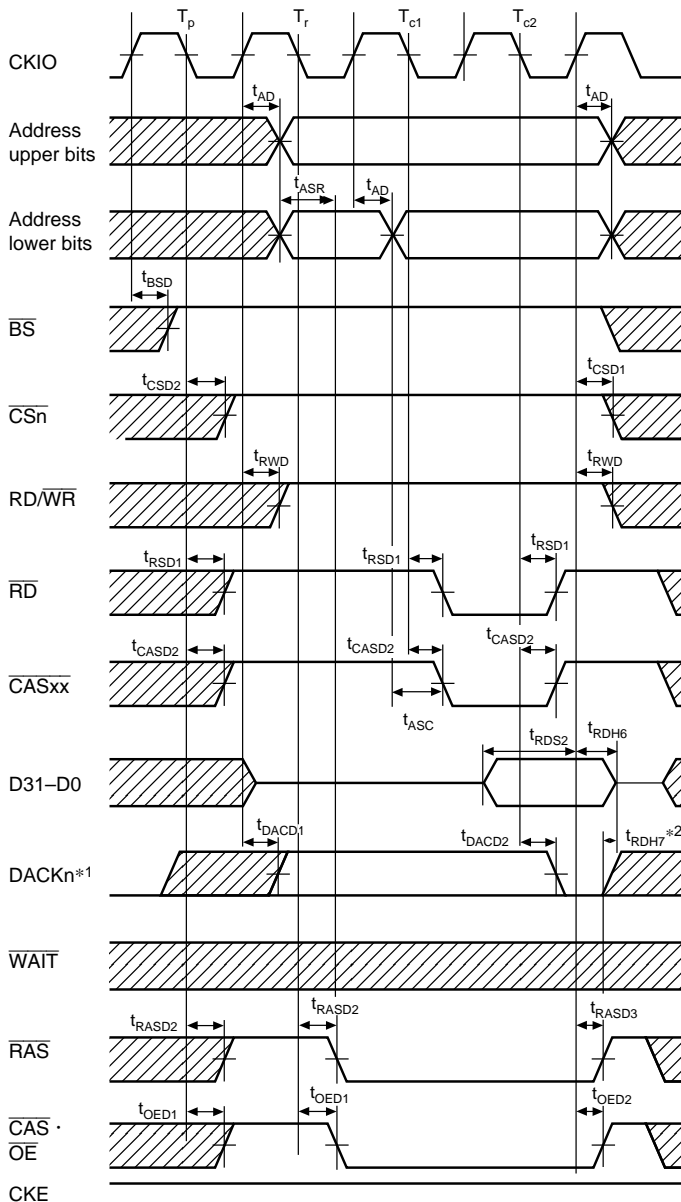 Tp Tr Tc1 Tc2
CKIO
tAD tAD
Address
upper bits
tASR tAD
Address
lower bits
tBSD
BS
tCSD2 tCSD1
CSn
tRWD tRWD
RD/WR
tRSD1 tRSD1 tRSD1
RD
tCASD2 tCASD2 tCASD2
CASxx
tASC
tRDS2 tRDH6
D31–D0
tDACD1 tDACD2 tRDH7*2
DACKn*1
WAIT
tRASD2 tRASD2 tRASD3
RAS
tOED1 tOED1 tOED2
CAS ·
OE
CKE